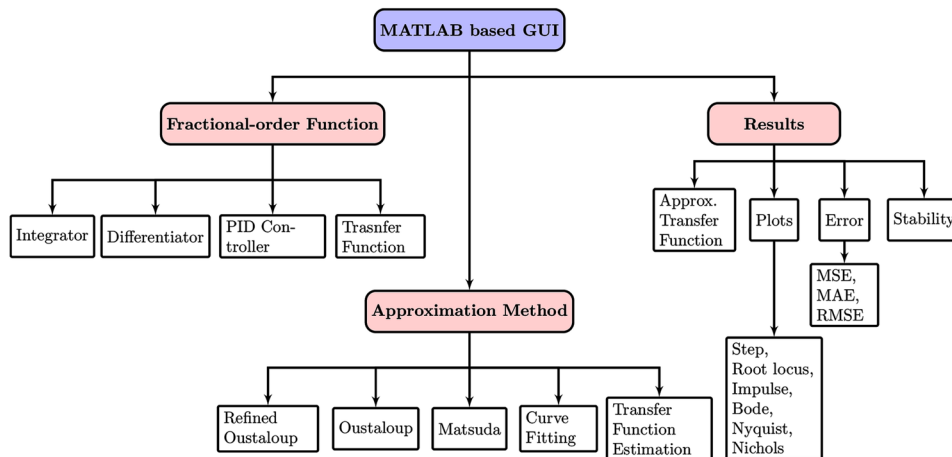 MATLAB based GUI
Fractional-order Function
Results
Integrator
Differentiator
PID Con-
troller
Trasnfer
Function
Approx.
Transfer
Function
Plots
Error
Stability
MSE,
MAE,
RMSE
Approximation Method
Step,
Root locus,
Impulse,
Bode,
Nyquist,
Nichols
Refined
Oustaloup
Oustaloup
Matsuda
Curve
Fitting
Transfer
Function
Estimation